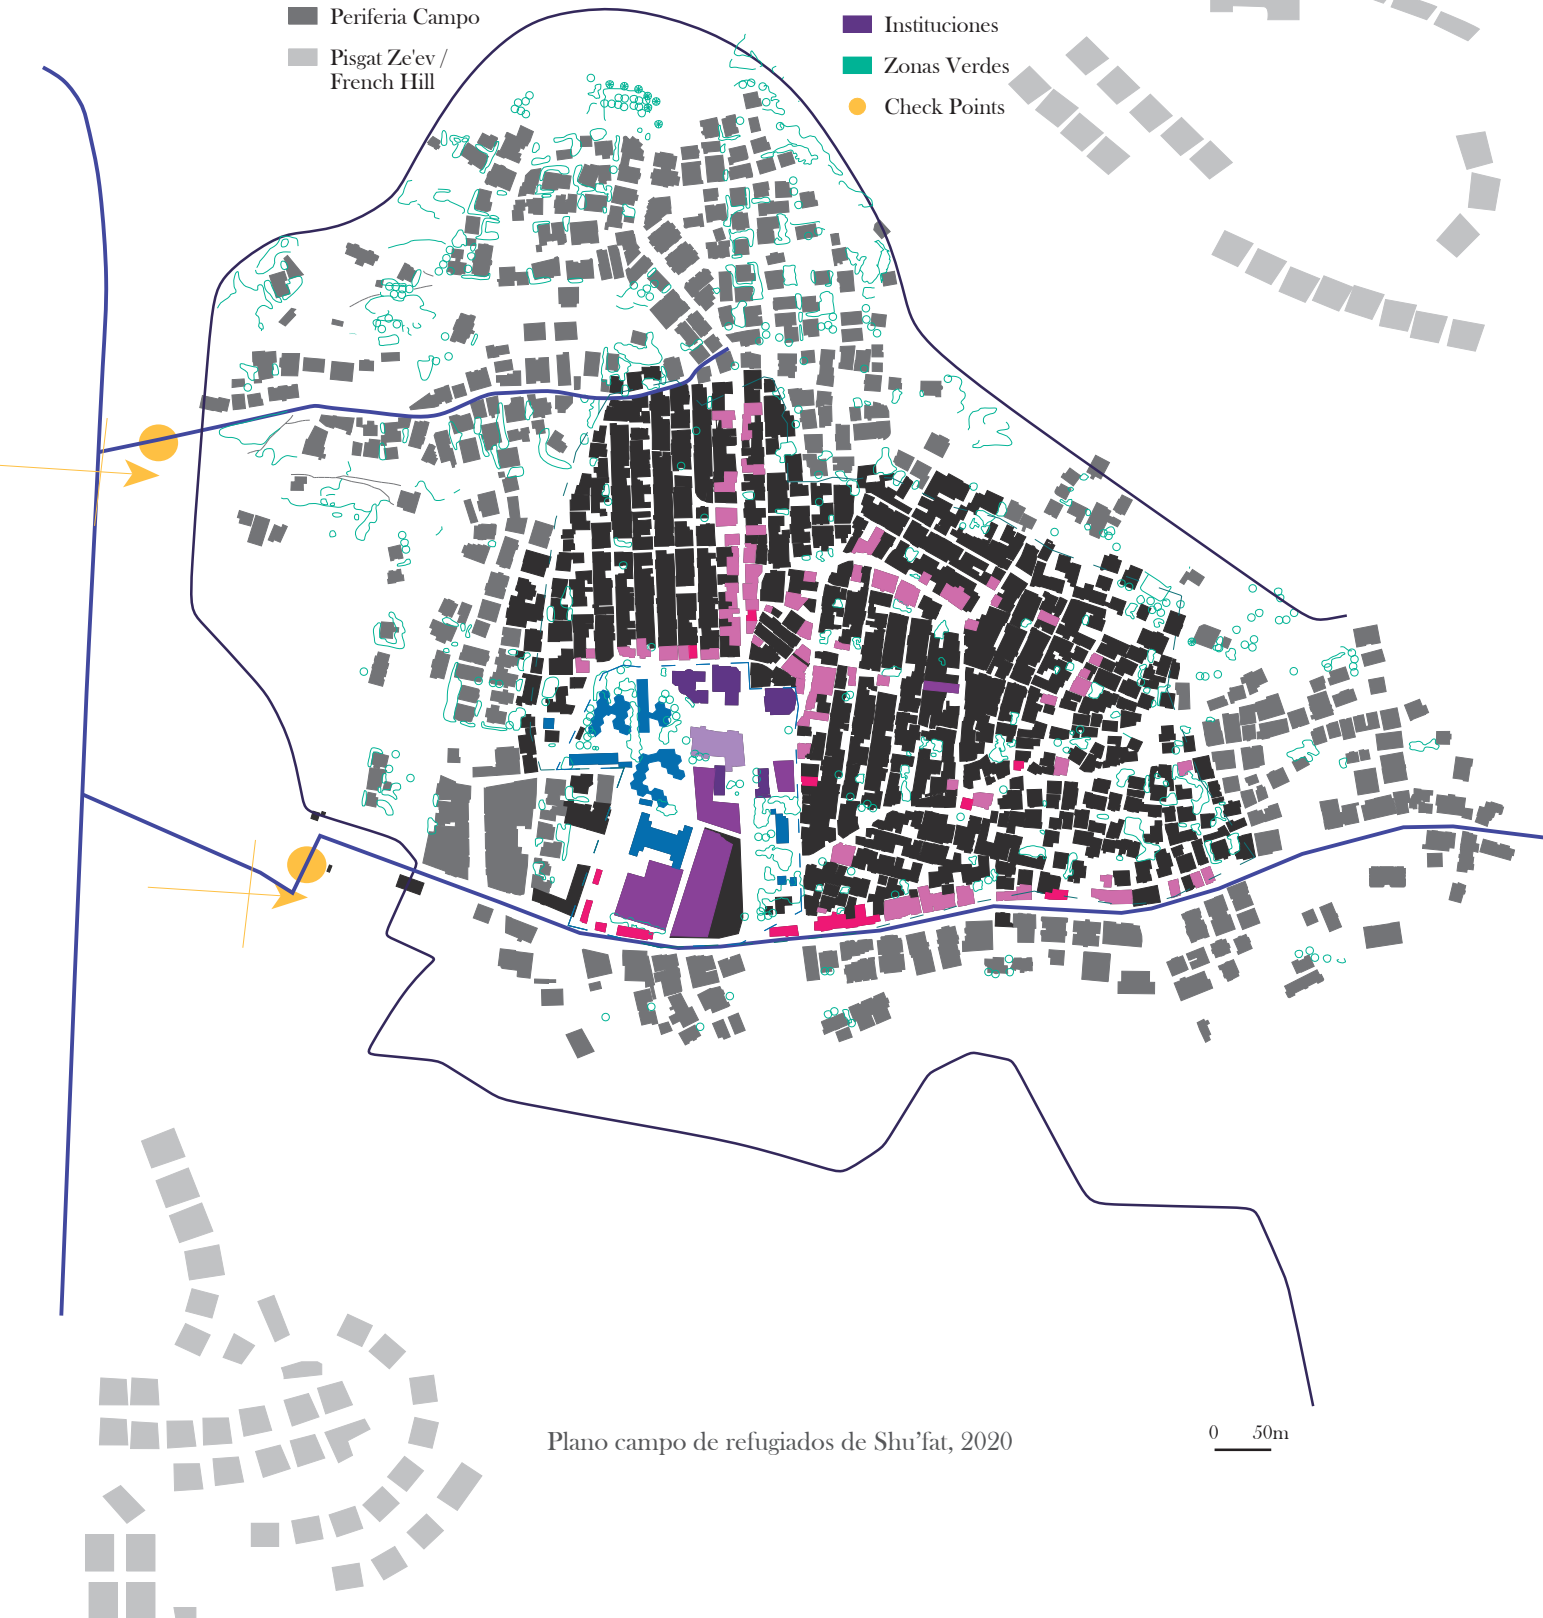 Periferia Campo
Pisgat Ze'ev /
French Hill
Instituciones
Zonas Verdes
Check Points
Plano campo de refugiados de Shu’fat, 2020
0 50m